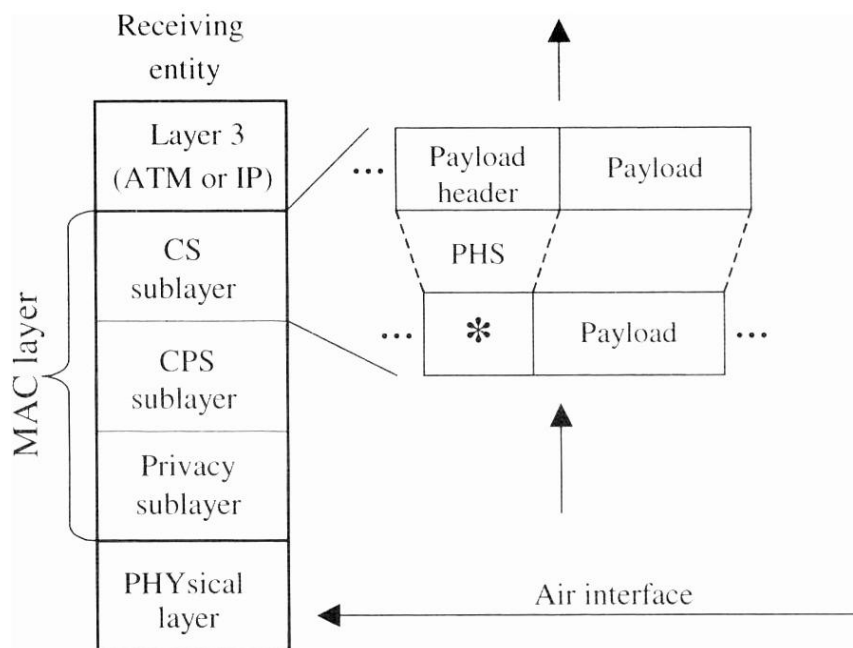 Receiving
entity
Layer 3
(ATM or IP)
CS
sublayer
CPS
sublayer
Privacy
sublayer
PHYsical
layer
MAC layer
... Payload
header
Payload
PHS
... * Payload ...
Air interface